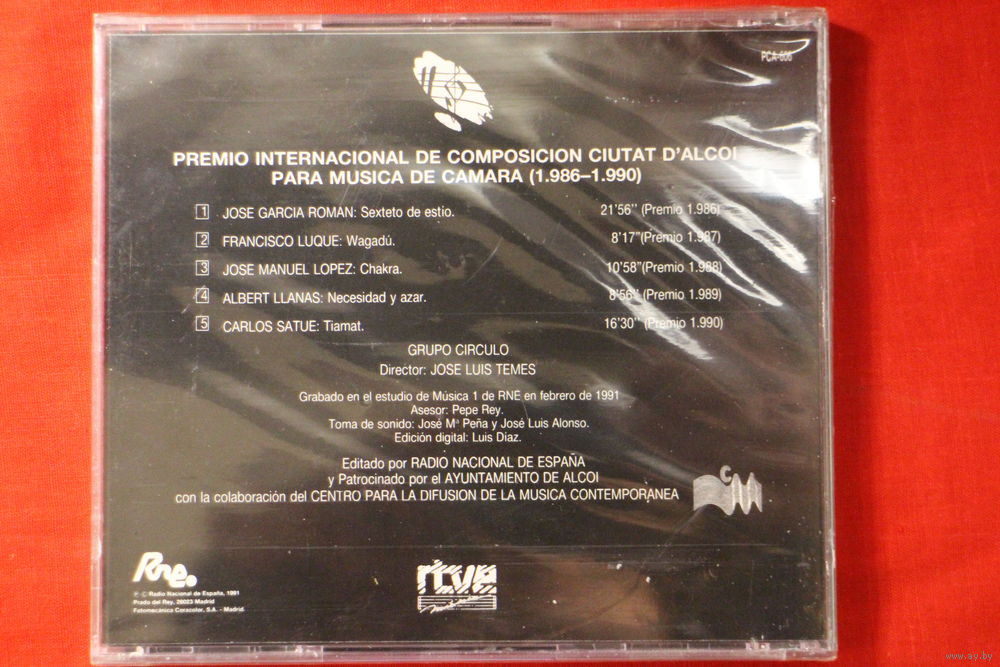 PCA-606
PREMIO INTERNACIONAL DE COMPOSICION CIUTAT D'ALCOI
PARA MUSICA DE CAMARA (1.986–1.990)
1 JOSE GARCIA ROMAN: Sexteto de estio. 21'56'' (Premio 1.986)
2 FRANCISCO LUQUE: Wagadú. 8'17''(Premio 1.987)
3 JOSE MANUEL LOPEZ: Chakra. 10'58''(Premio 1.988)
4 ALBERT LLANAS: Necesidad y azar. 8'56'' (Premio 1.989)
5 CARLOS SATUE: Tiamat. 16'30'' (Premio 1.990)
GRUPO CIRCULO
Director: JOSE LUIS TEMES
Grabado en el estudio de Música 1 de RNE en febrero de 1991
Asesor: Pepe Rey.
Toma de sonido: José Mª Peña y José Luis Alonso.
Edición digital: Luis Díaz.
Editado por RADIO NACIONAL DE ESPAÑA
y Patrocinado por el AYUNTAMIENTO DE ALCOI
con la colaboración del CENTRO PARA LA DIFUSION DE LA MUSICA CONTEMPORANEA
Rne.
rtve
℗ © Radio Nacional de España, 1991
Prado del Rey, 28023 Madrid
Fotomecánica Ceracolor, S.A. - Madrid.
www.ay.by